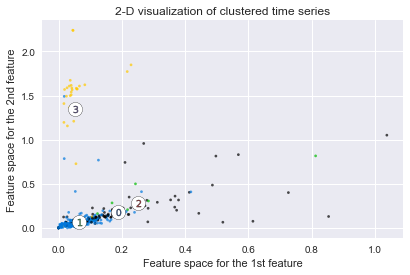 2-D visualization of clustered time series
Feature space for the 2nd feature
2.0
1.5
1.0
0.5
0.0
3
2
0
1
0.0 0.2 0.4 0.6 0.8 1.0
Feature space for the 1st feature